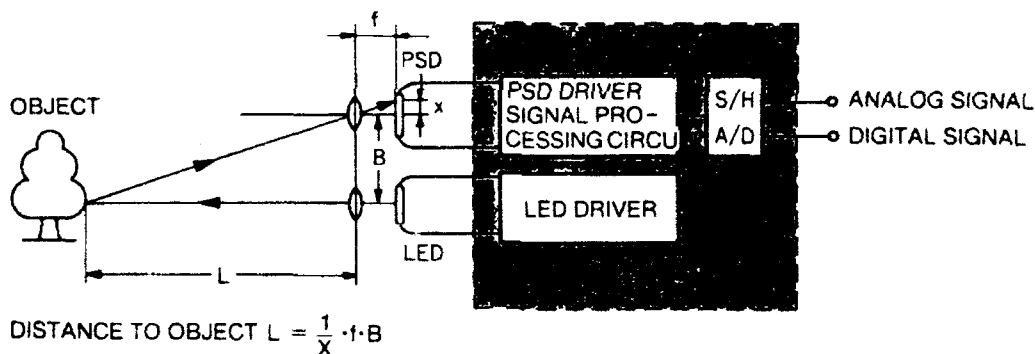 f
PSD
OBJECT
x
B
PSD DRIVER
SIGNAL PRO-
CESSING CIRCU
S/H
A/D
ANALOG SIGNAL
DIGITAL SIGNAL
LED DRIVER
LED
L
DISTANCE TO OBJECT L = 1/x · f · B